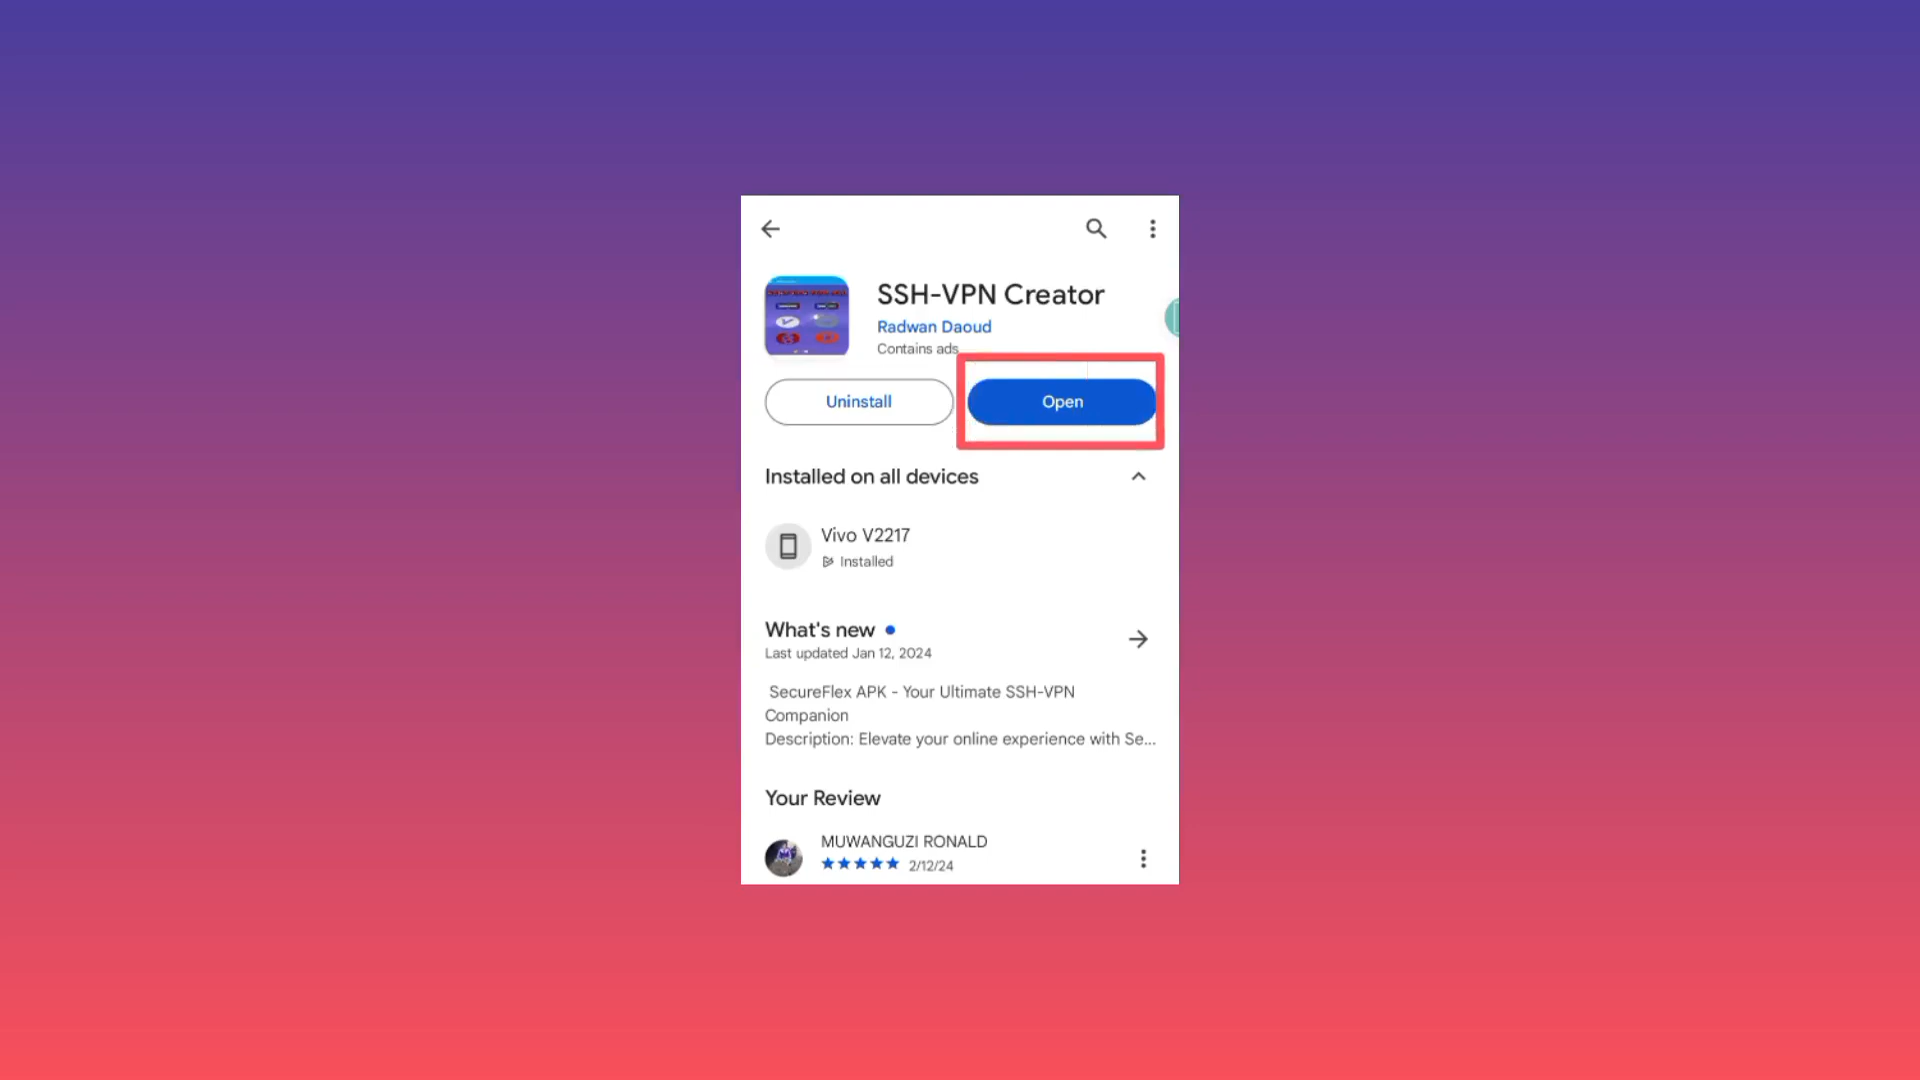 SSH-VPN Creator
Radwan Daoud
Contains ads
Uninstall
Open
Installed on all devices
Vivo V2217
Installed
What's new
Last updated Jan 12, 2024
SecureFlex APK - Your Ultimate SSH-VPN
Companion
Description: Elevate your online experience with Se...
Your Review
MUWANGUZI RONALD
2/12/24